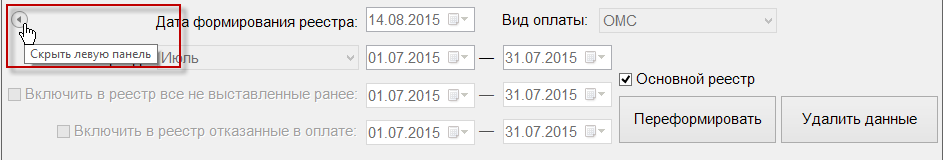 Дата формирования реестра: 14.08.2015 Вид оплаты: ОМС
Скрыть левую панель
Июль 01.07.2015 — 31.07.2015
Основной реестр
Включить в реестр все не выставленные ранее: 01.07.2015 — 31.07.2015
Переформировать Удалить данные
Включить в реестр отказанные в оплате: 01.07.2015 — 31.07.2015